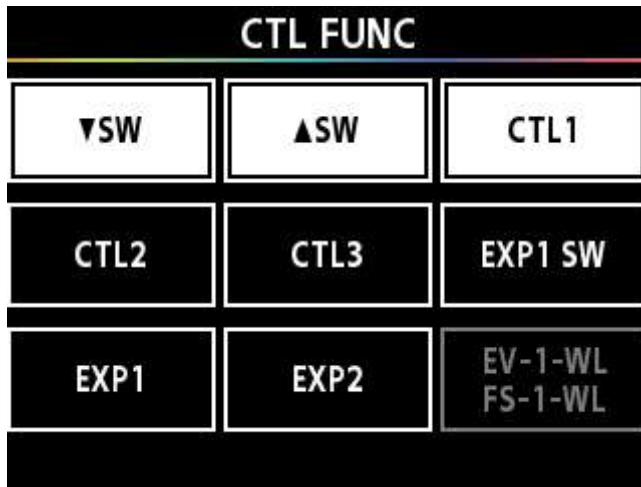 CTL FUNC
▼SW
▲SW
CTL1
CTL2
CTL3
EXP1 SW
EXP1
EXP2
EV-1-WL
FS-1-WL